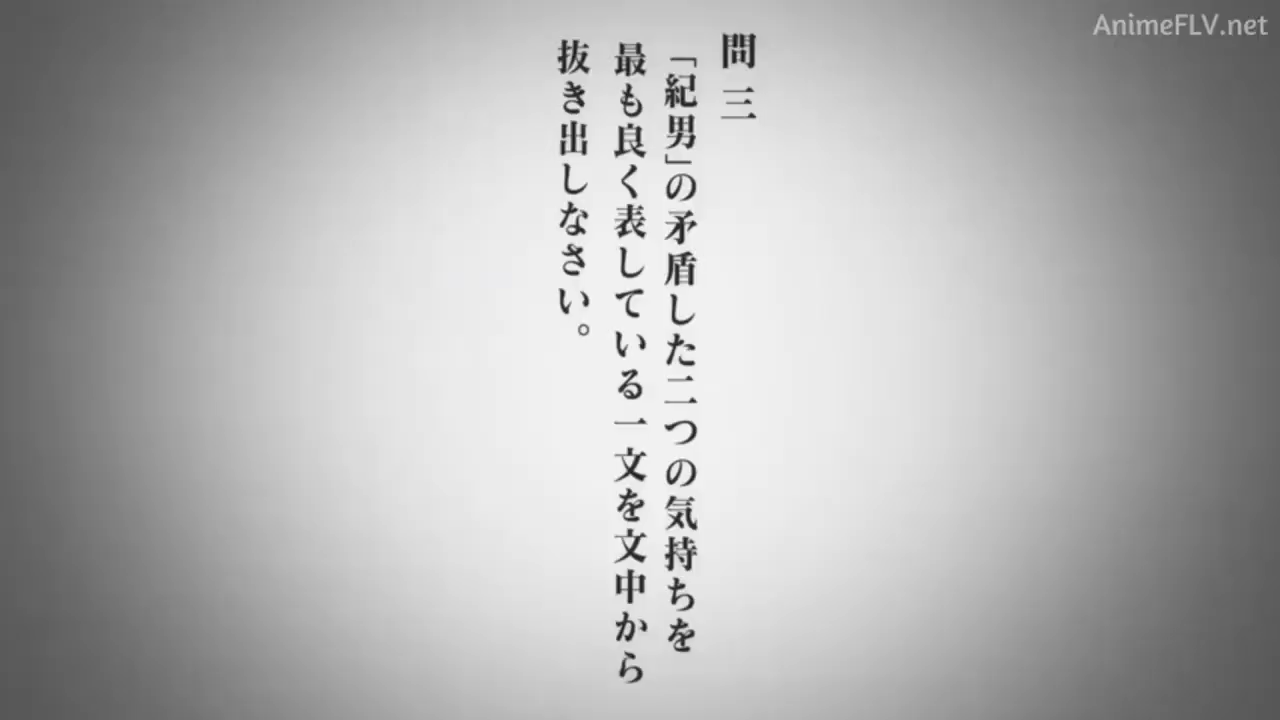 問三
「紀男」の矛盾した二つの気持ちを
最も良く表している一文を文中から
抜き出しなさい。
AnimeFLV.net